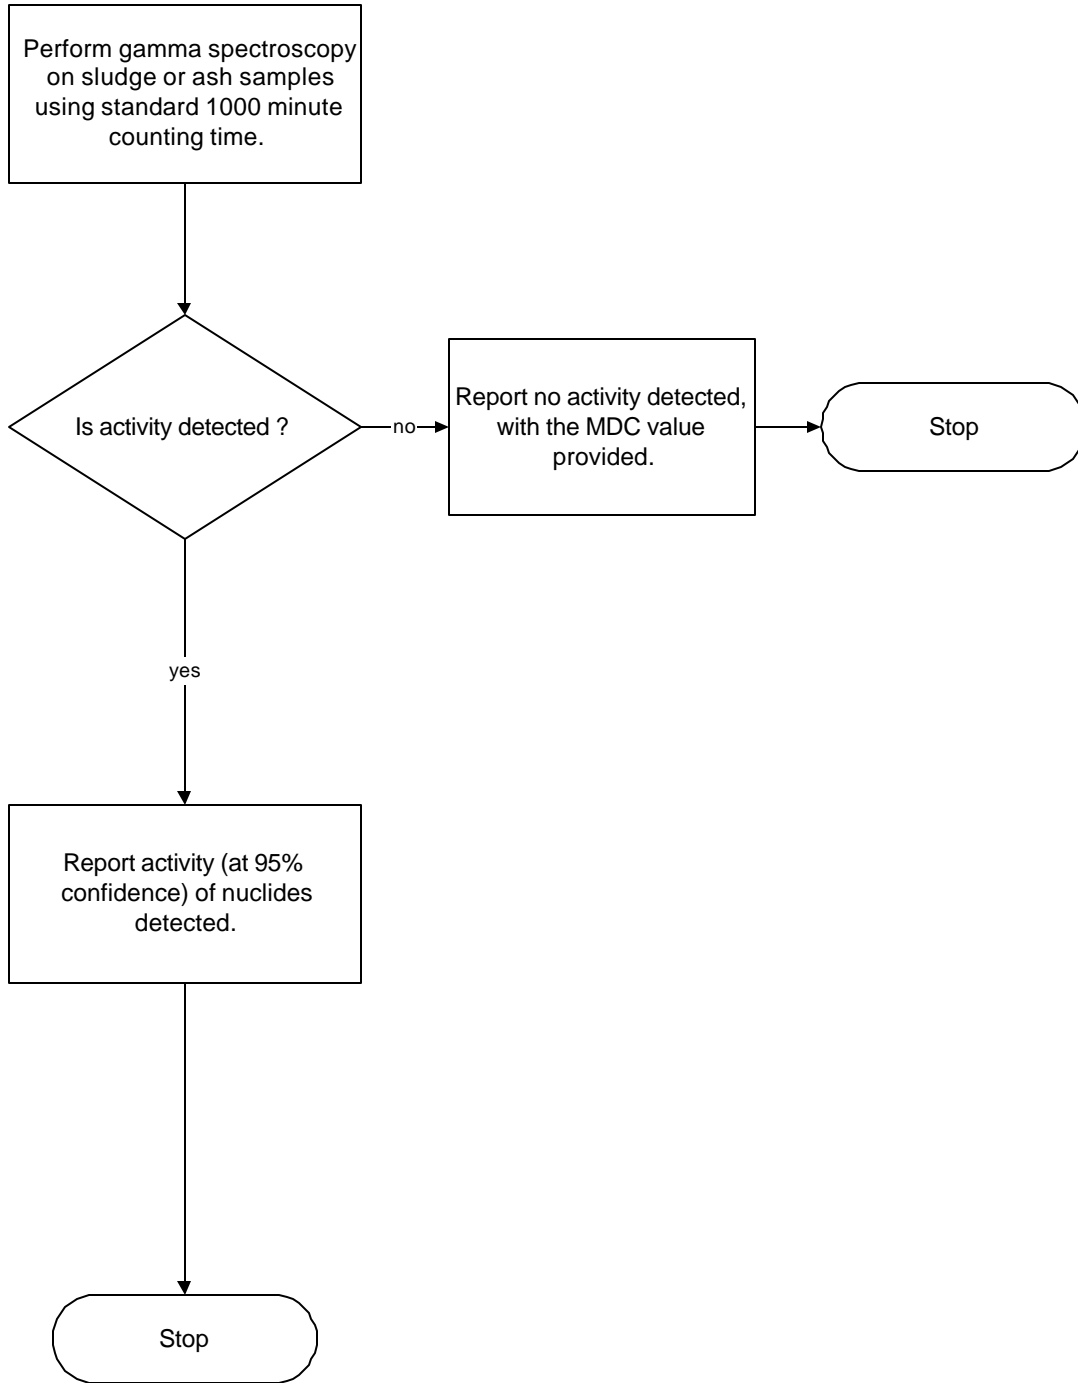 Perform gamma spectroscopy
on sludge or ash samples
using standard 1000 minute
counting time.
Is activity detected ?
no
Report no activity detected,
with the MDC value
provided.
Stop
yes
Report activity (at 95%
confidence) of nuclides
detected.
Stop